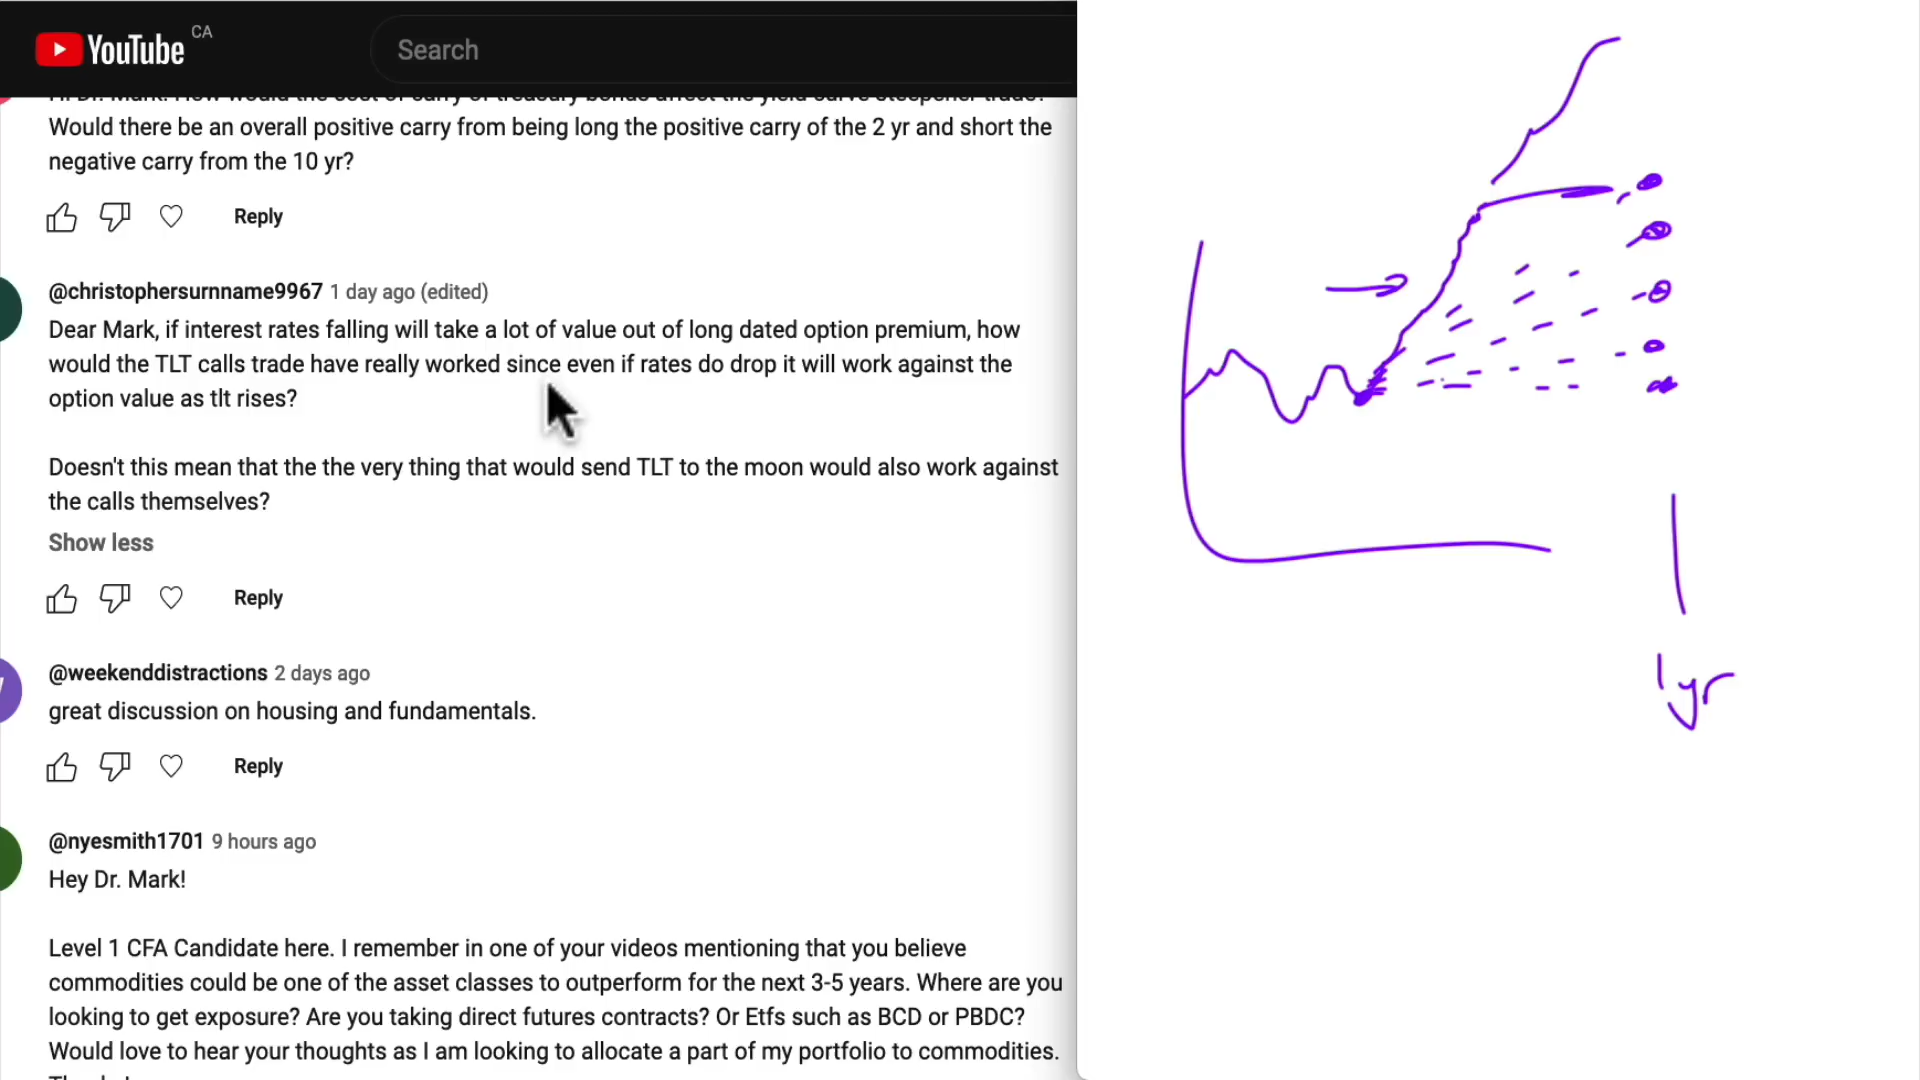 YouTube CA
Search
Would there be an overall positive carry from being long the positive carry of the 2 yr and short the
negative carry from the 10 yr?
Reply
@christophersurnname9967 1 day ago (edited)
Dear Mark, if interest rates falling will take a lot of value out of long dated option premium, how
would the TLT calls trade have really worked since even if rates do drop it will work against the
option value as tlt rises?
Doesn't this mean that the the very thing that would send TLT to the moon would also work against
the calls themselves?
Show less
Reply
@weekenddistractions 2 days ago
great discussion on housing and fundamentals.
Reply
@nyesmith1701 9 hours ago
Hey Dr. Mark!
Level 1 CFA Candidate here. I remember in one of your videos mentioning that you believe
commodities could be one of the asset classes to outperform for the next 3-5 years. Where are you
looking to get exposure? Are you taking direct futures contracts? Or Etfs such as BCD or PBDC?
Would love to hear your thoughts as I am looking to allocate a part of my portfolio to commodities.
1 yr